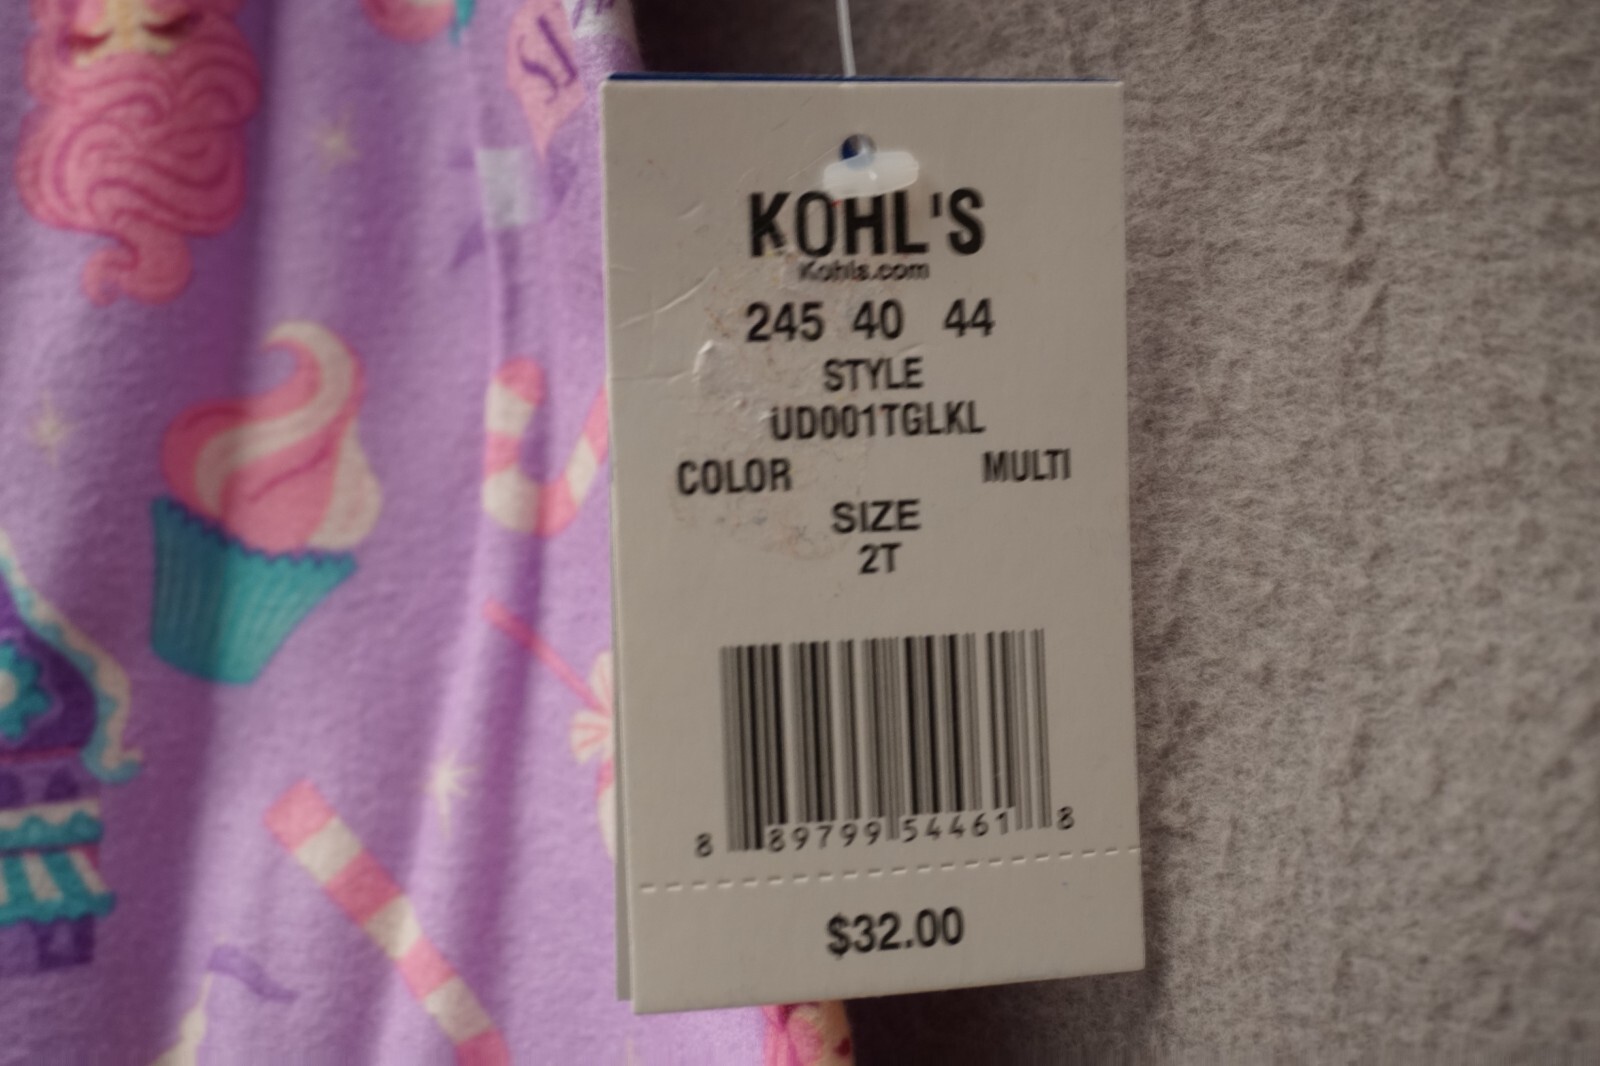 KOHL'S
Kohls.com
245 40 44
STYLE
UD001TGLKL
COLOR MULTI
SIZE
2T
8 89799 54461 8
$32.00